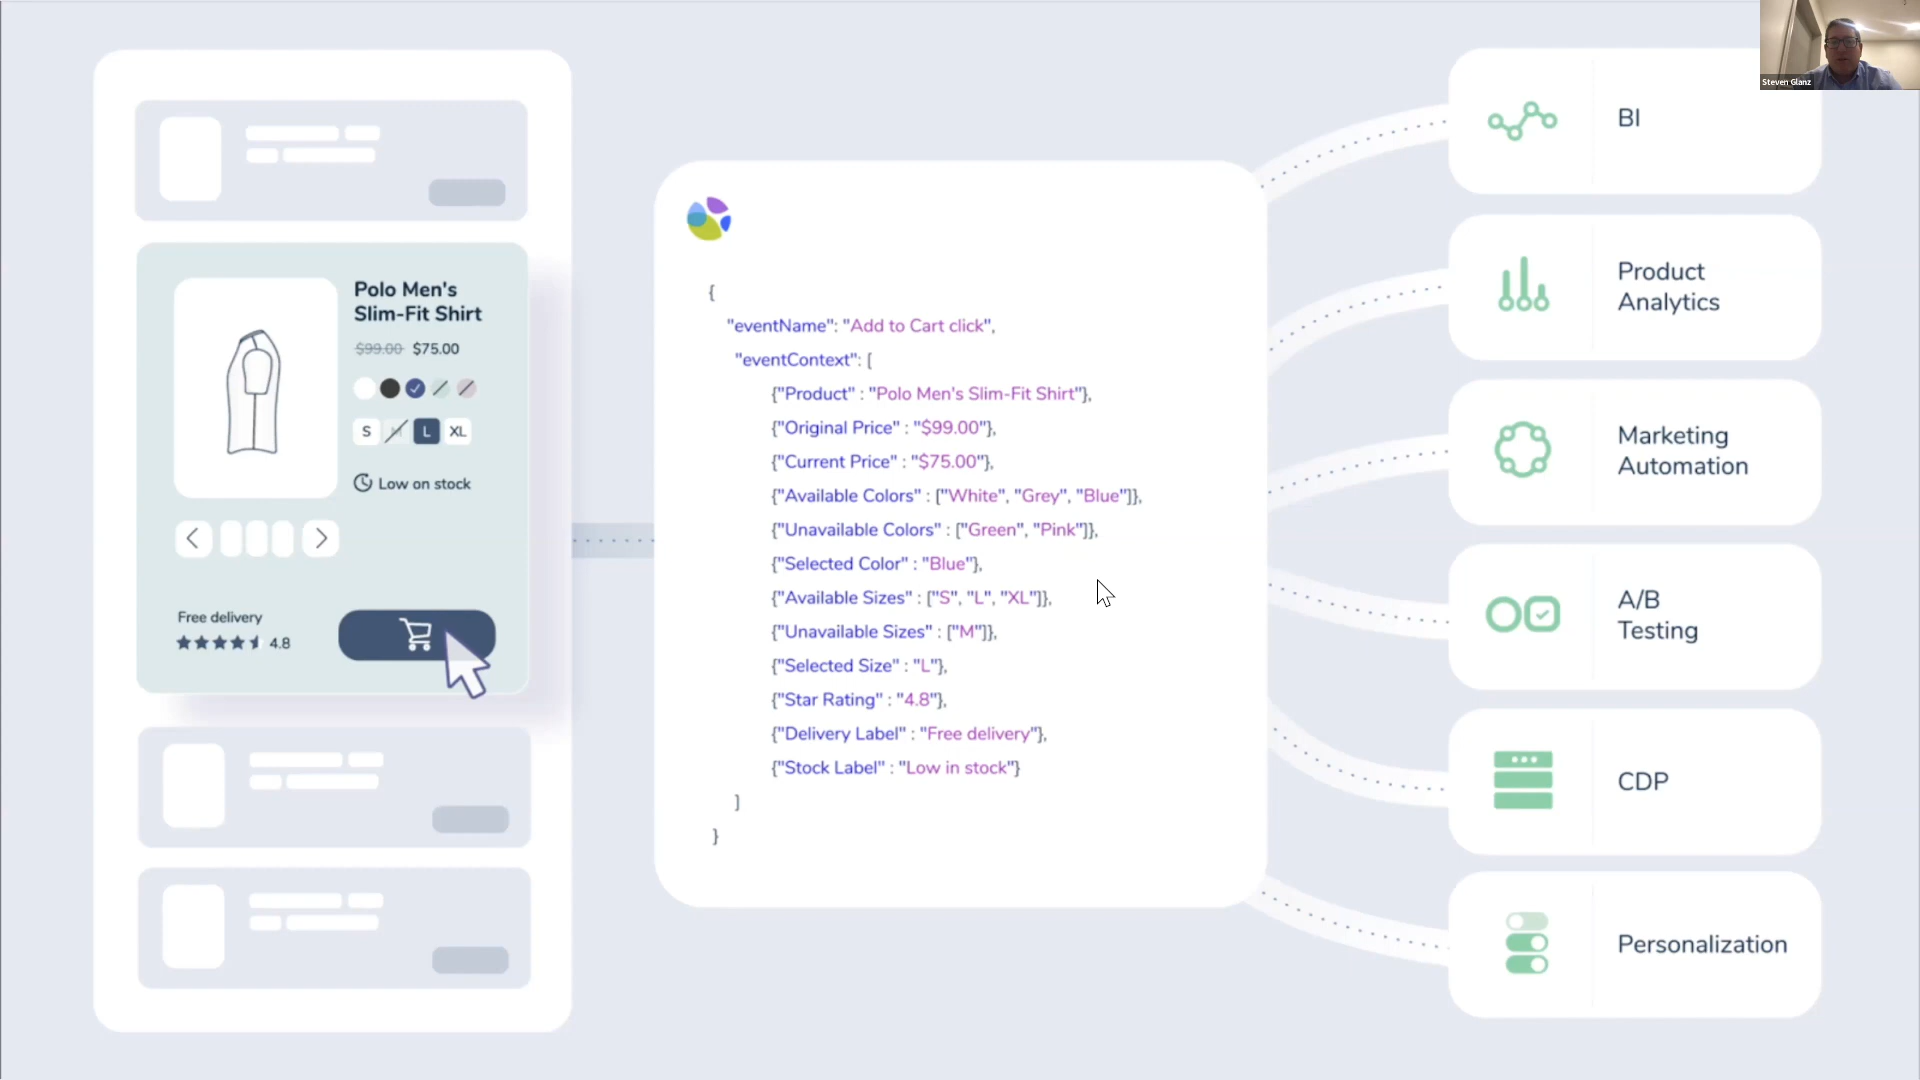 Steven Glanz
Polo Men's
Slim-Fit Shirt
$99.00 $75.00
S M L XL
Low on stock
Free delivery
4.8
{
"eventName": "Add to Cart click",
"eventContext": [
{"Product" : "Polo Men's Slim-Fit Shirt"},
{"Original Price" : "$99.00"},
{"Current Price" : "$75.00"},
{"Available Colors" : ["White", "Grey", "Blue"]},
{"Unavailable Colors" : ["Green", "Pink"]},
{"Selected Color" : "Blue"},
{"Available Sizes" : ["S", "L", "XL"]},
{"Unavailable Sizes" : ["M"]},
{"Selected Size" : "L"},
{"Star Rating" : "4.8"},
{"Delivery Label" : "Free delivery"},
{"Stock Label" : "Low in stock"}
]
}
BI
Product
Analytics
Marketing
Automation
A/B
Testing
CDP
Personalization